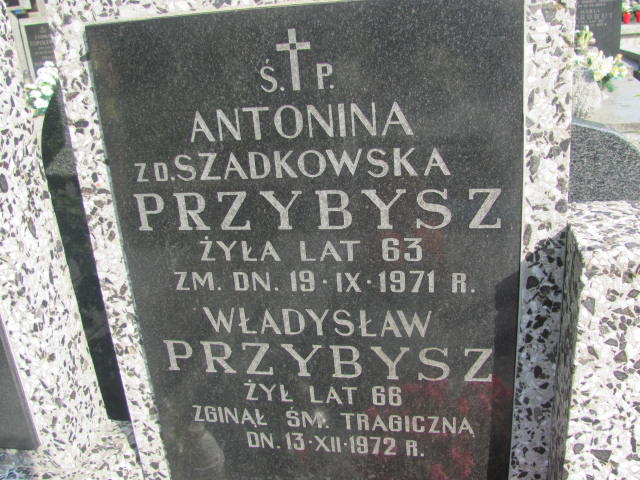 Ś. P.
ANTONINA
ZD. SZADKOWSKA
PRZYBYSZ
ŻYŁA LAT 63
ZM. DN. 19·IX·1971 R.
WŁADYSŁAW
PRZYBYSZ
ŻYŁ LAT 66
ZGINĄŁ ŚM. TRAGICZNĄ
DN. 13·XII·1972 R.